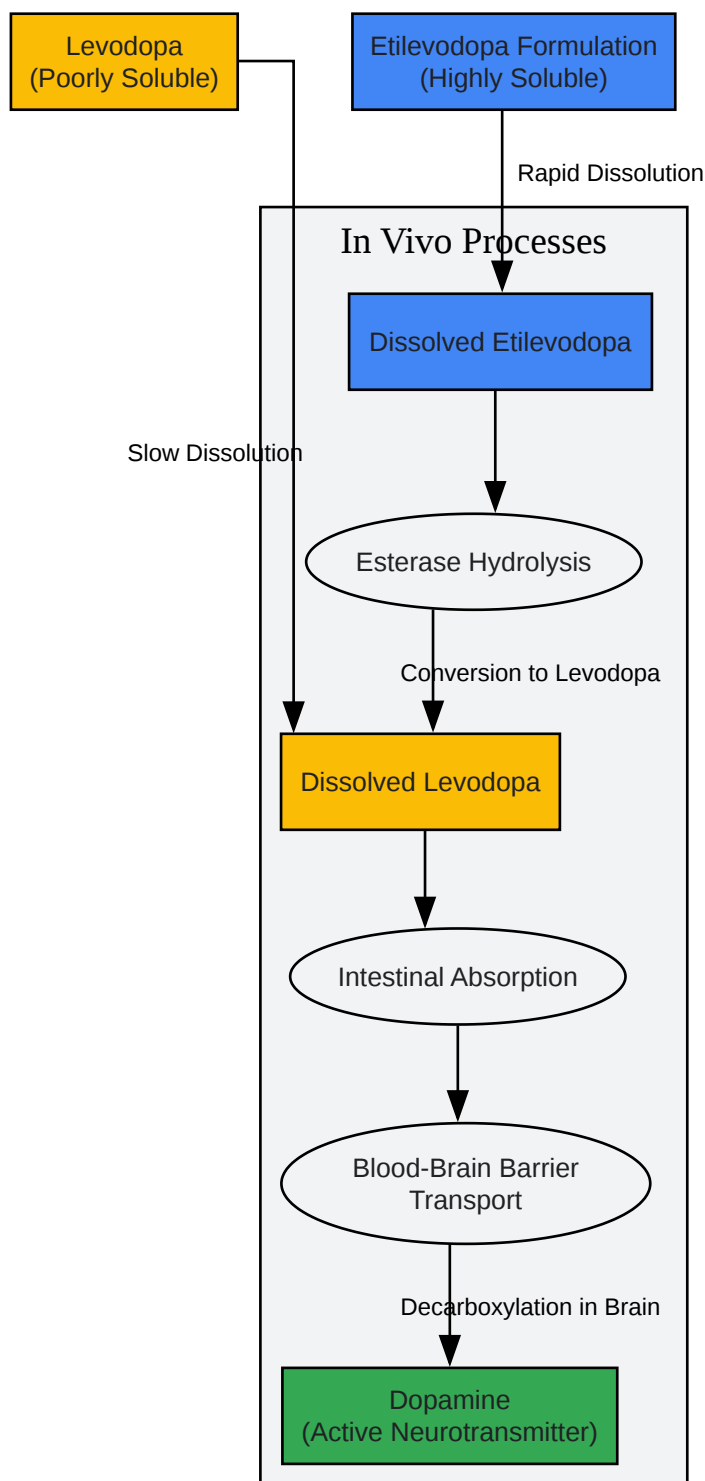 Levodopa
(Poorly Soluble)
Etilevodopa Formulation
(Highly Soluble)
Rapid Dissolution
In Vivo Processes
Dissolved Etilevodopa
Slow Dissolution
Esterase Hydrolysis
Conversion to Levodopa
Dissolved Levodopa
Intestinal Absorption
Blood-Brain Barrier
Transport
Decarboxylation in Brain
Dopamine
(Active Neurotransmitter)